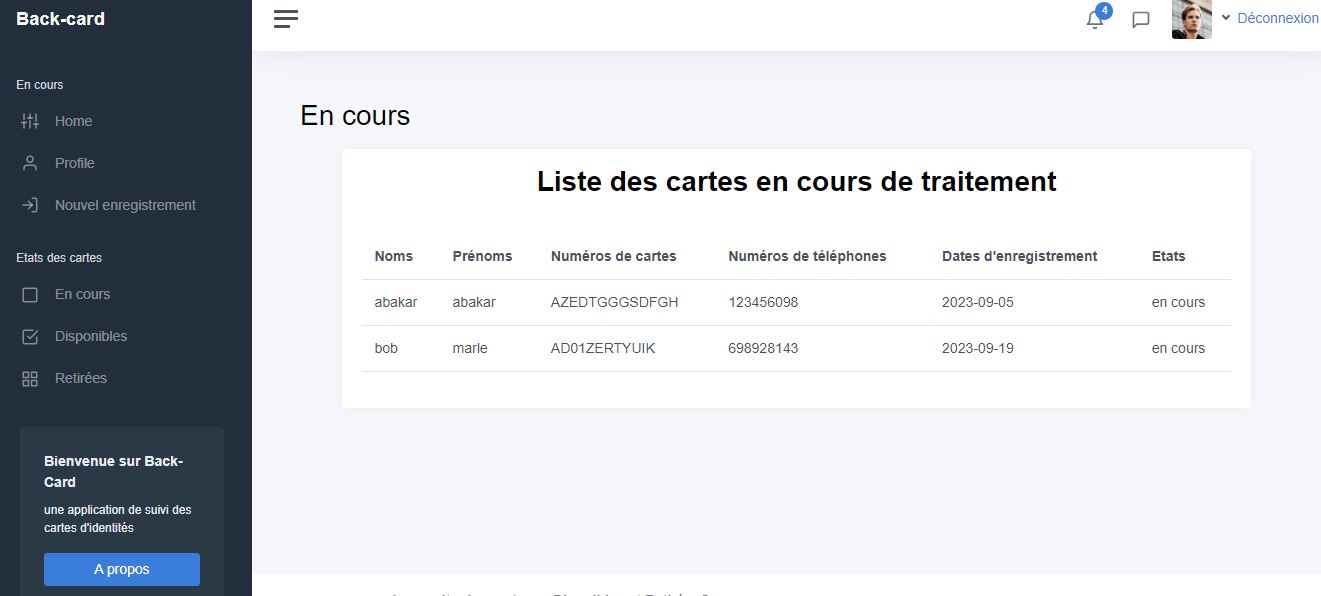 Back-card
4
Déconnexion
En cours
Home
Profile
Nouvel enregistrement
Etats des cartes
En cours
Disponibles
Retirées
Bienvenue sur Back-
Card
une application de suivi des
cartes d'identités
A propos
En cours
Liste des cartes en cours de traitement
Noms Prénoms Numéros de cartes Numéros de téléphones Dates d'enregistrement Etats
abakar abakar AZEDTGGGSDFGH 123456098 2023-09-05 en cours
bob marle AD01ZERTYUIK 698928143 2023-09-19 en cours